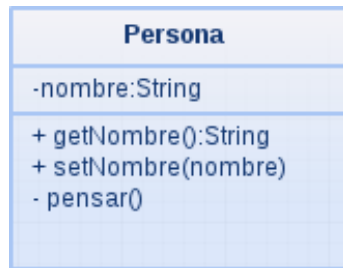 Persona
-nombre:String
+ getNombre():String
+ setNombre(nombre)
- pensar()